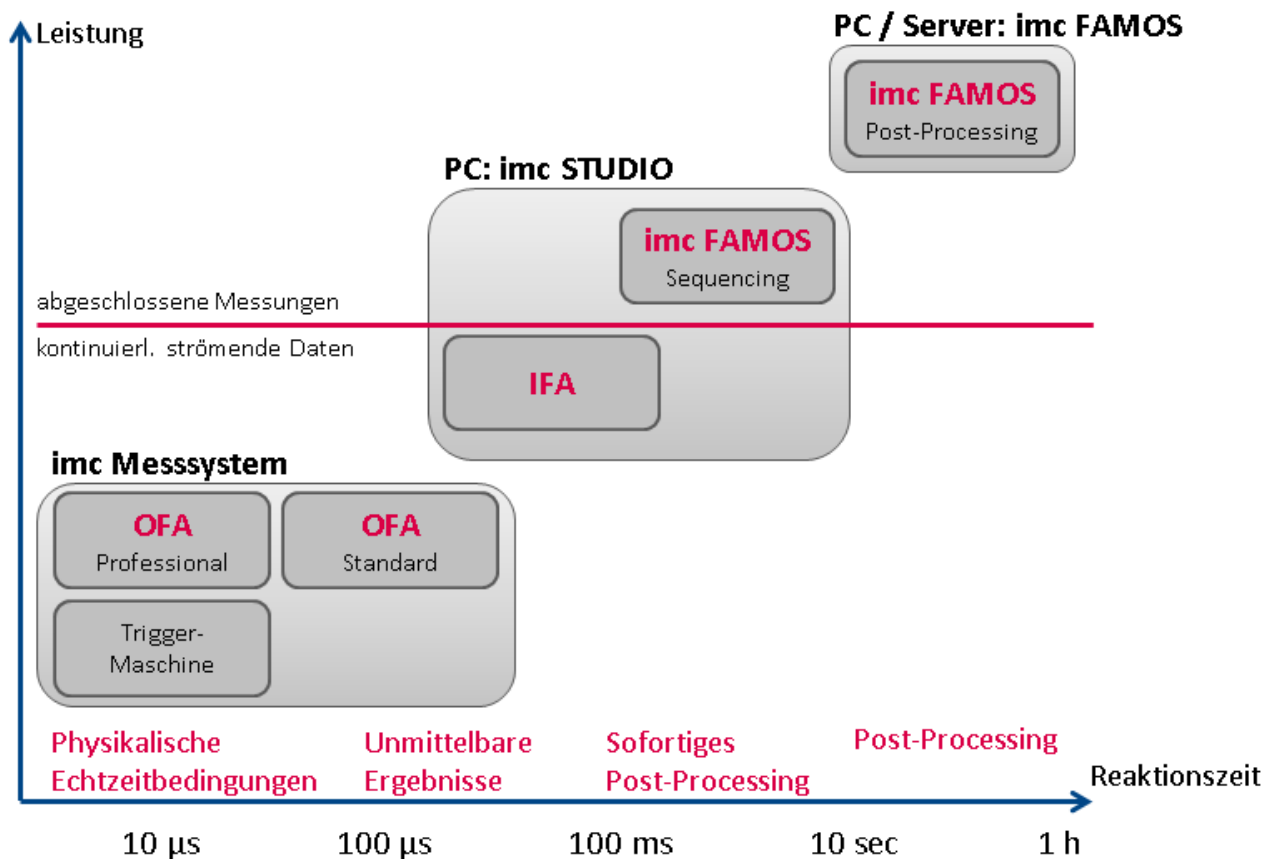 Leistung
PC / Server: imc FAMOS
imc FAMOS
Post-Processing
PC: imc STUDIO
imc FAMOS
Sequencing
abgeschlossene Messungen
kontinuierl. strömende Daten
IFA
imc Messsystem
OFA
Professional
OFA
Standard
Trigger-
Maschine
Physikalische
Echtzeitbedingungen
Unmittelbare
Ergebnisse
Sofortiges
Post-Processing
Post-Processing
Reaktionszeit
10 µs
100 µs
100 ms
10 sec
1 h